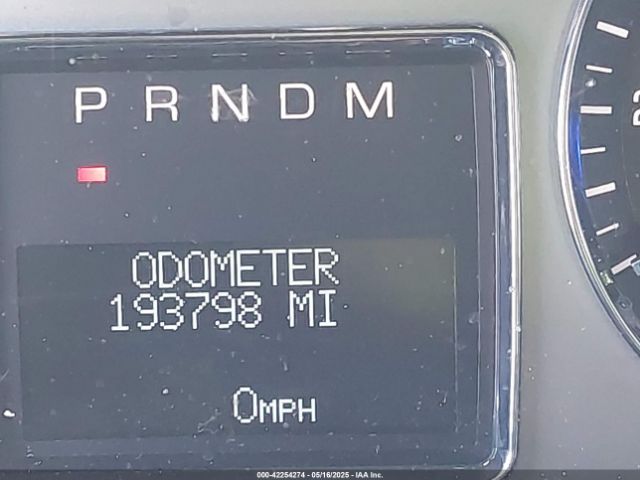 P R N D M
ODOMETER
193798 MI
0MPH
000-42254274 - 05/16/2025 - IAA Inc.